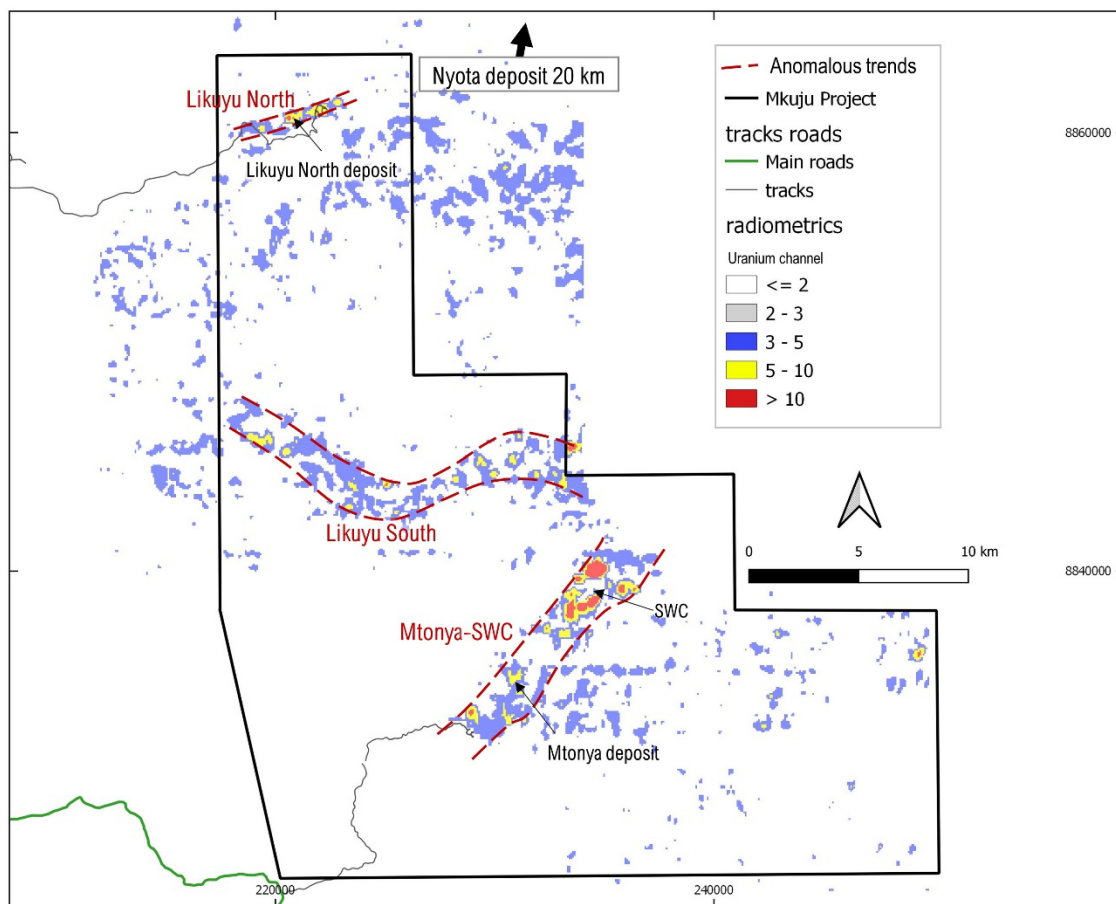 Nyota deposit 20 km
Likuyu North
Likuyu North deposit
Anomalous trends
Mkuju Project
tracks roads
Main roads
tracks
radiometrics
Uranium channel
<= 2
2 - 3
3 - 5
5 - 10
> 10
8860000
Likuyu South
0 5 10 km
8840000
SWC
Mtonya-SWC
Mtonya deposit
220000
240000